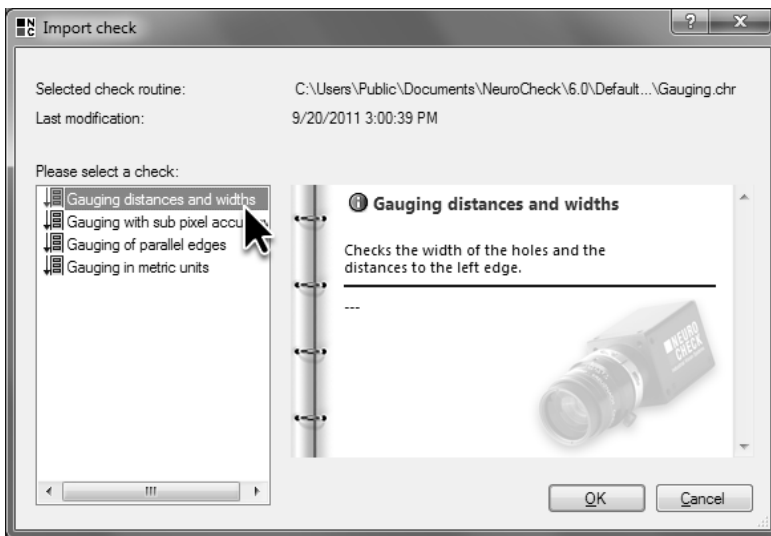 NC Import check
Selected check routine: C:\Users\Public\Documents\NeuroCheck\6.0\Default...\Gauging.chr
Last modification: 9/20/2011 3:00:39 PM
Please select a check:
Gauging distances and widths
Gauging with sub pixel
Gauging of parallel edges
Gauging in metric units
Gauging distances and widths
Checks the width of the holes and the
distances to the left edge.
---
NEURO
CHECK
OK Cancel